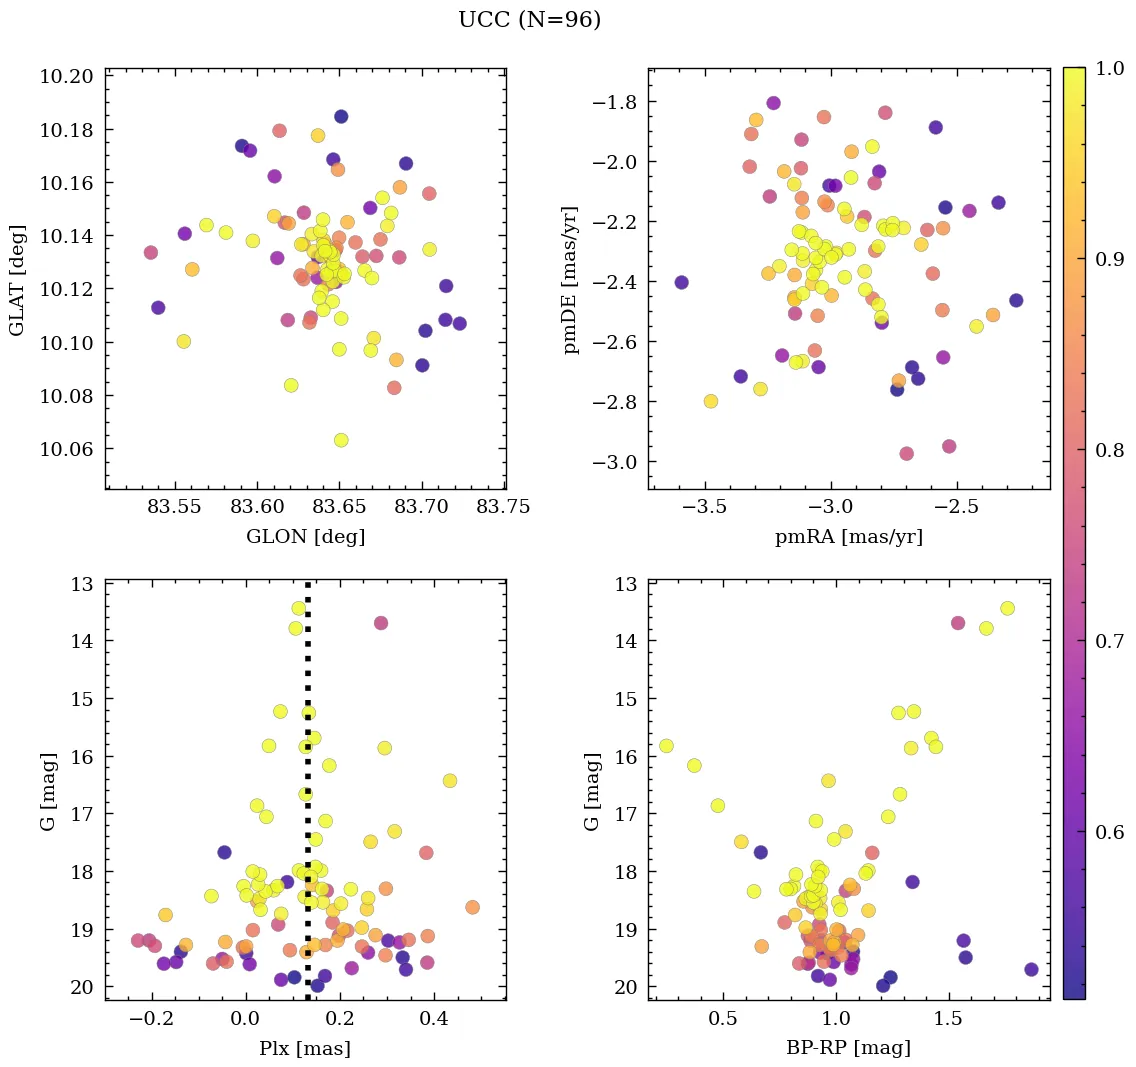 UCC (N=96)
10.20
10.18
10.16
10.14
10.12
10.10
10.08
10.06
GLAT [deg]
83.55 83.60 83.65 83.70 83.75
GLON [deg]
−1.8
−2.0
−2.2
−2.4
−2.6
−2.8
−3.0
pmDE [mas/yr]
−3.5 −3.0 −2.5
pmRA [mas/yr]
1.0
0.9
0.8
0.7
0.6
13
14
15
16
17
18
19
20
G [mag]
−0.2 0.0 0.2 0.4
Plx [mas]
13
14
15
16
17
18
19
20
G [mag]
0.5 1.0 1.5
BP-RP [mag]